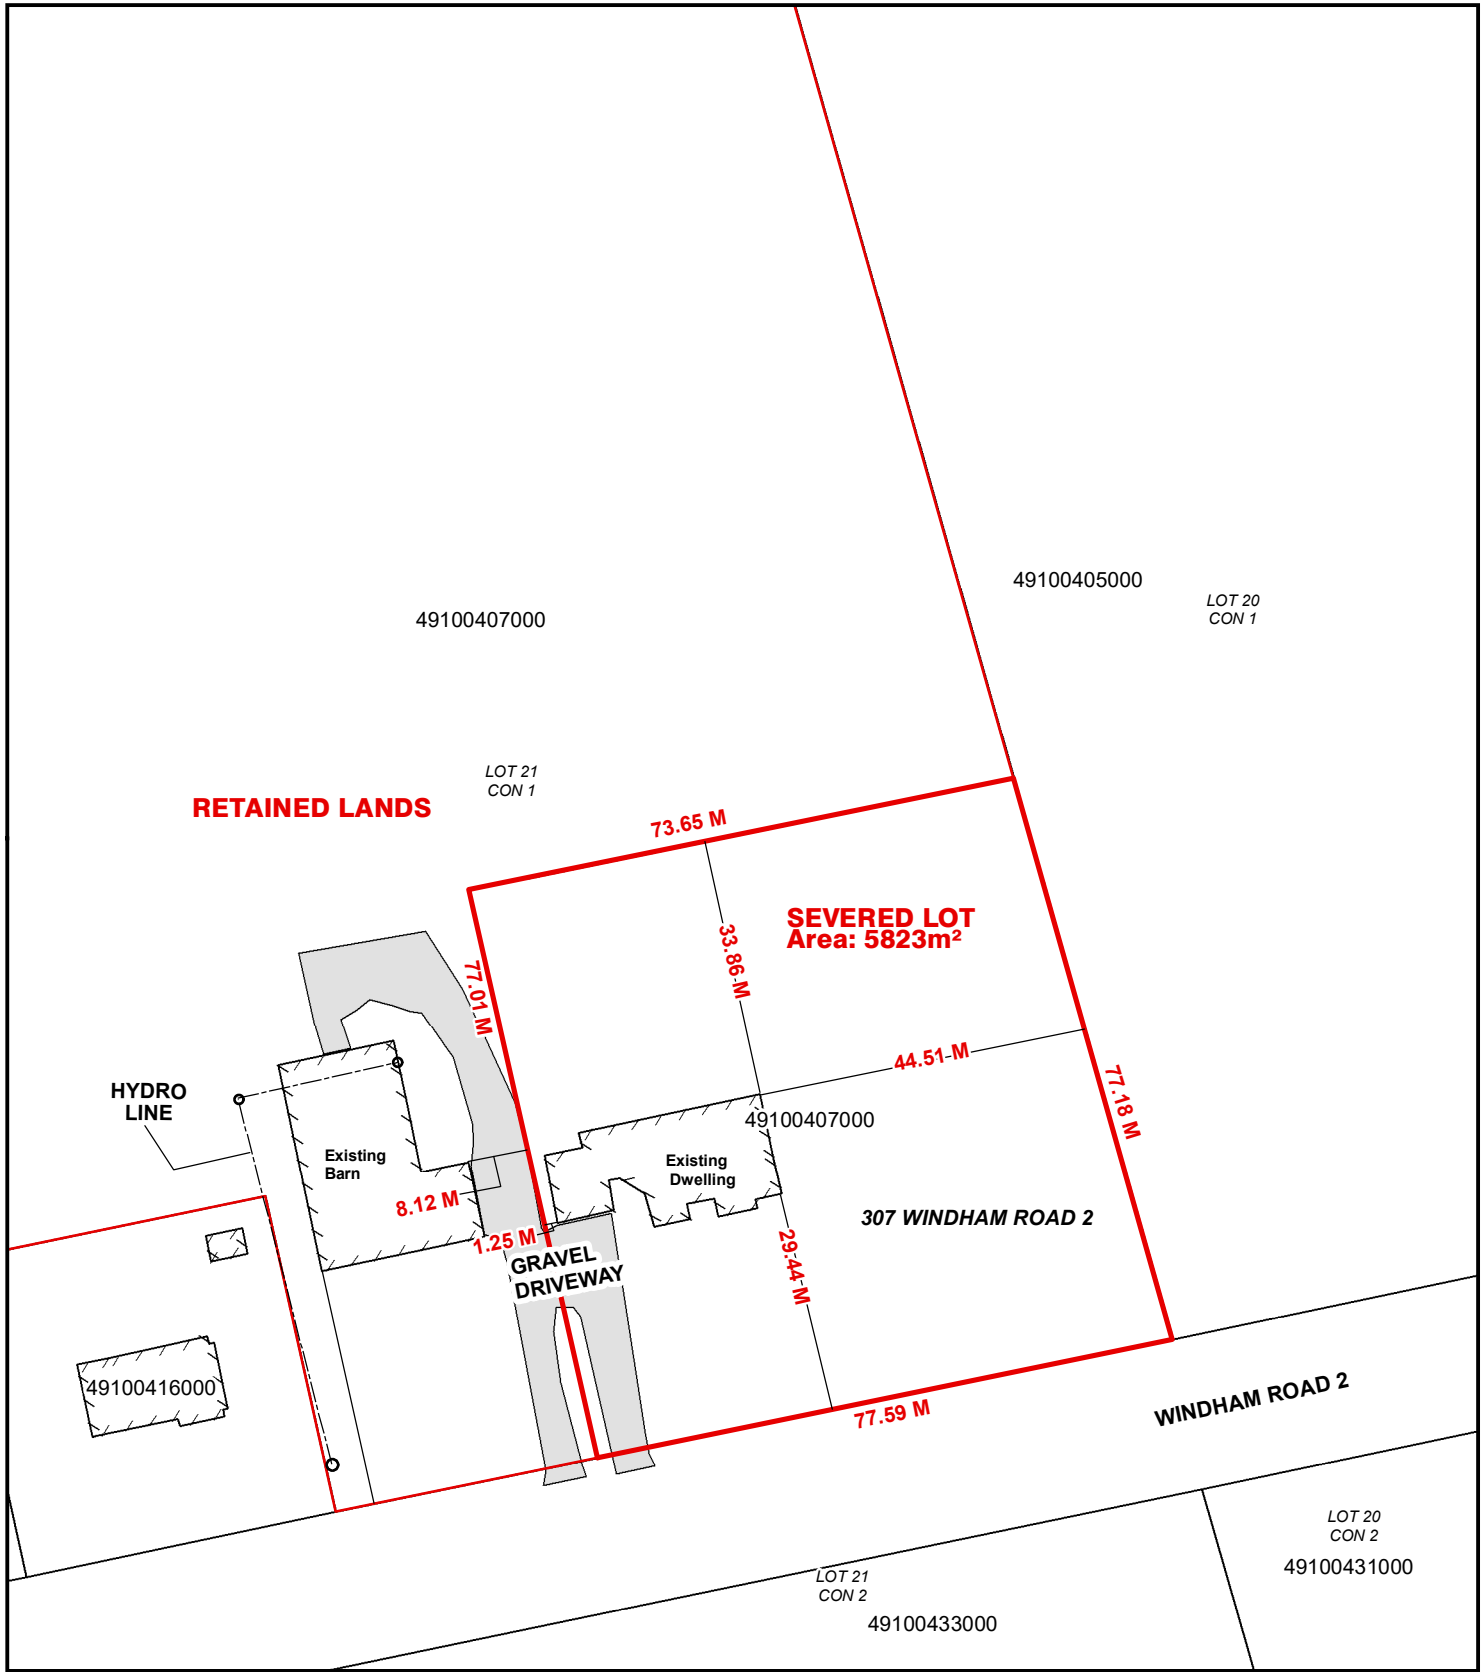 49100405000
LOT 20
CON 1
49100407000
LOT 21
CON 1
RETAINED LANDS
73.65 M
SEVERED LOT
Area: 5823m²
33.86 M
77.01 M
44.51 M
77.18 M
HYDRO
LINE
49100407000
Existing
Barn
Existing
Dwelling
8.12 M
307 WINDHAM ROAD 2
1.25 M
GRAVEL
DRIVEWAY
29.44 M
49100416000
77.59 M
WINDHAM ROAD 2
LOT 20
CON 2
49100431000
LOT 21
CON 2
49100433000